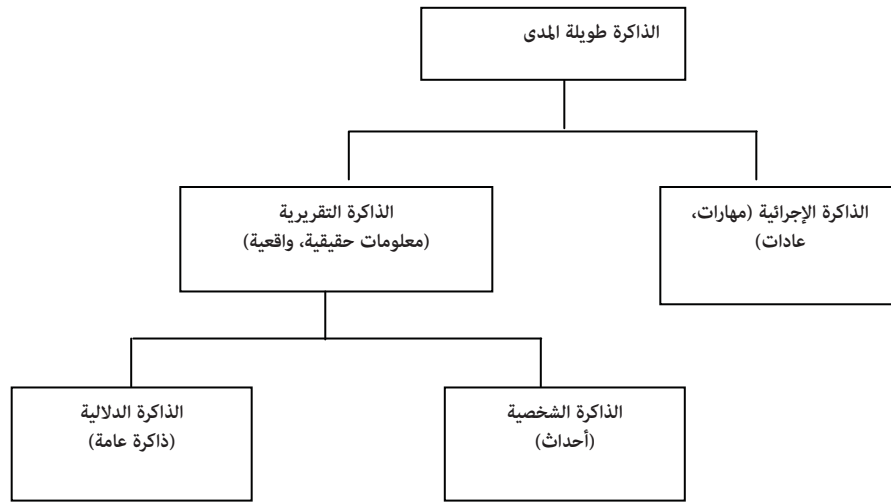 الذاكرة طويلة المدى
الذاكرة الإجرائية (مهارات،
عادات)
الذاكرة التقريرية
(معلومات حقيقية، واقعية)
الذاكرة الشخصية
(أحداث)
الذاكرة الدلالية
(ذاكرة عامة)